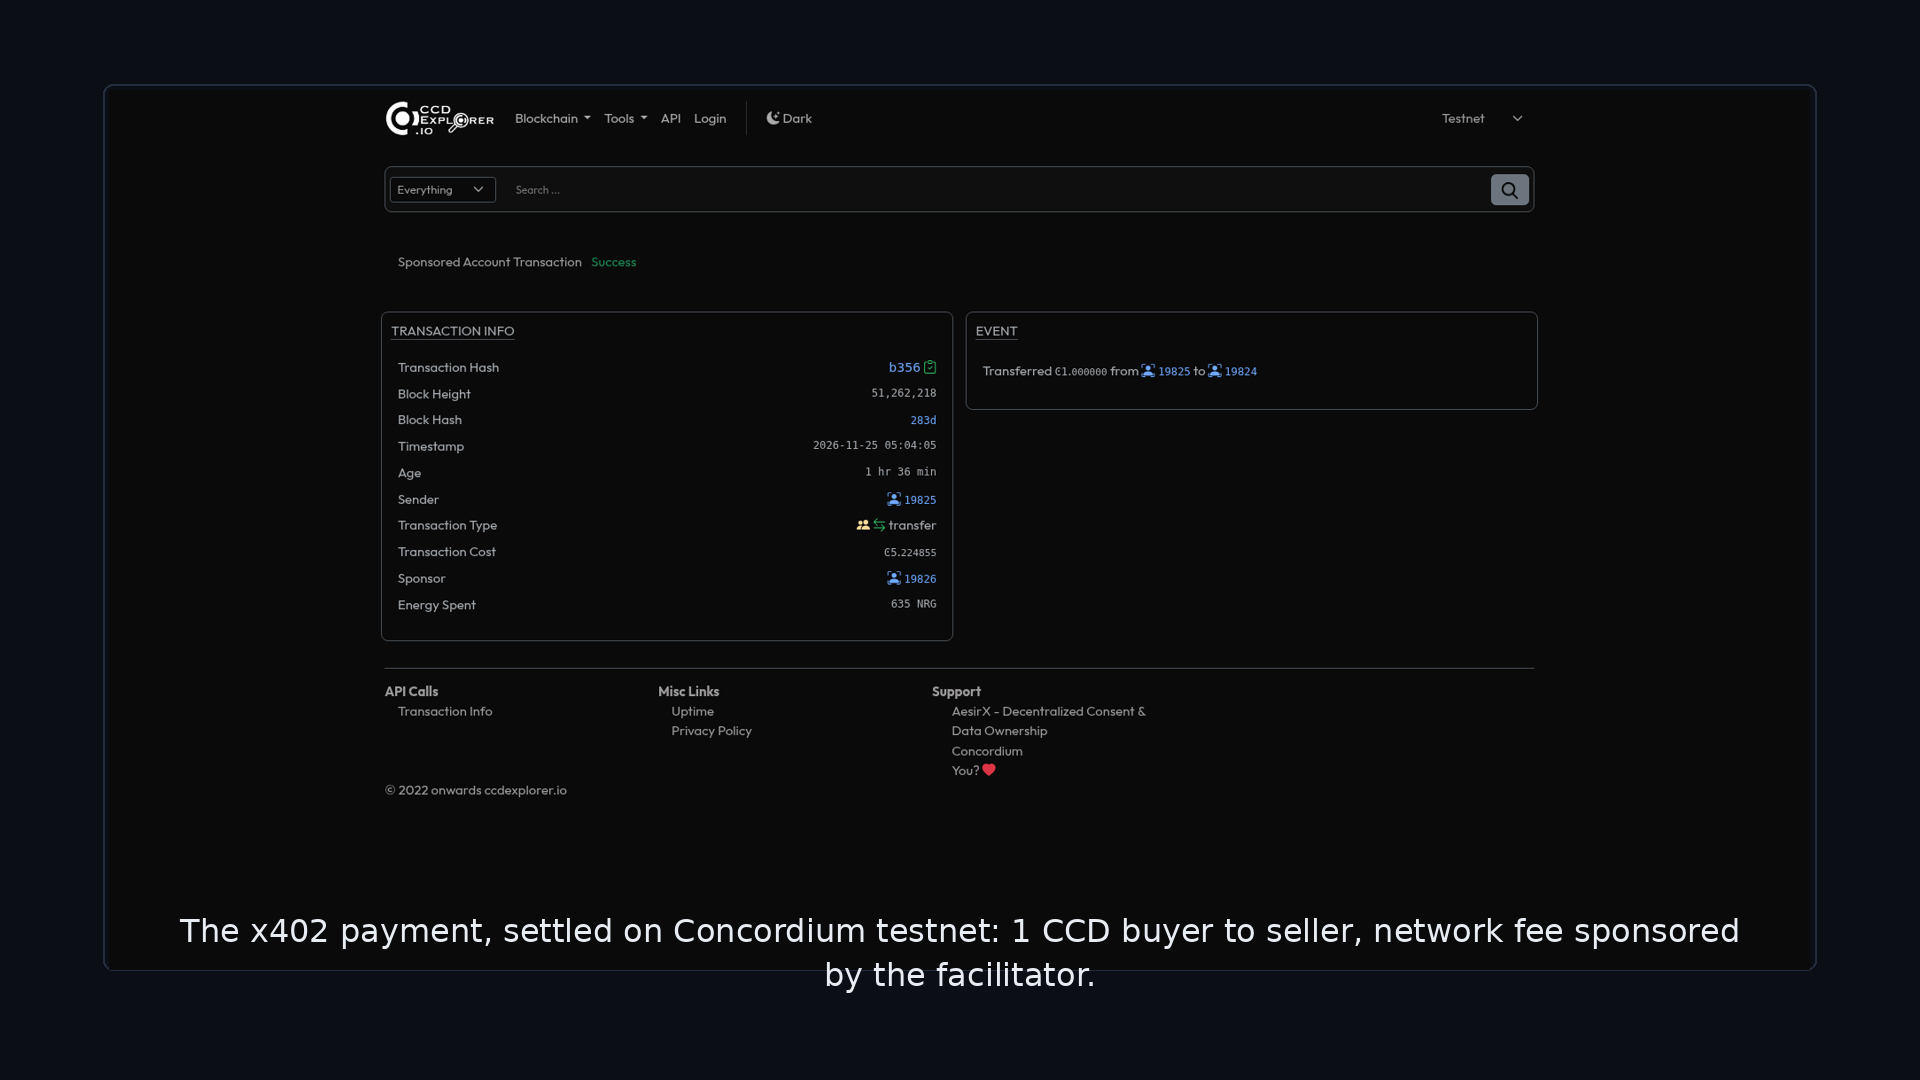 CCD
EXPLORER
.IO
Blockchain
Tools
API
Login
Dark
Testnet
Everything
Search ...
Sponsored Account Transaction Success
TRANSACTION INFO
Transaction Hash b356
Block Height 51,262,218
Block Hash 283d
Timestamp 2026-11-25 05:04:05
Age 1 hr 36 min
Sender 19825
Transaction Type transfer
Transaction Cost Ͼ5.224855
Sponsor 19826
Energy Spent 635 NRG
EVENT
Transferred Ͼ1.000000 from 19825 to 19824
API Calls
Transaction Info
Misc Links
Uptime
Privacy Policy
Support
AesirX - Decentralized Consent &
Data Ownership
Concordium
You?
© 2022 onwards ccdexplorer.io
The x402 payment, settled on Concordium testnet: 1 CCD buyer to seller, network fee sponsored
by the facilitator.